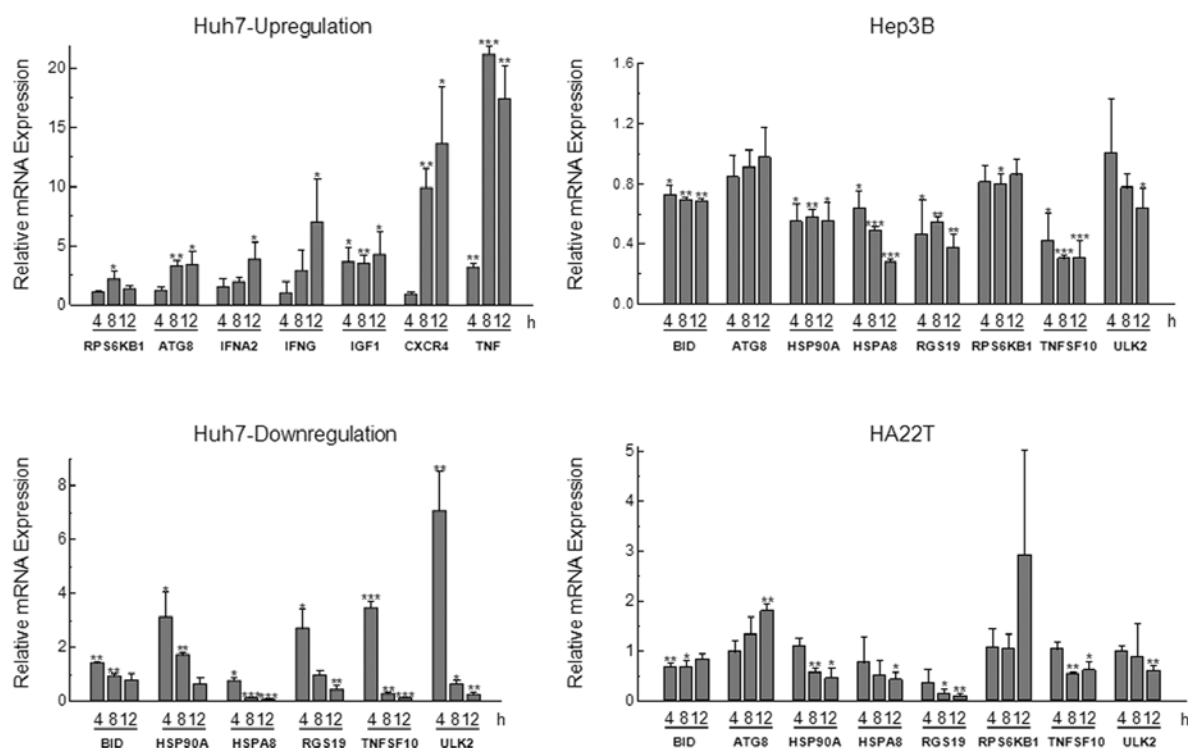 Huh7-Upregulation
Relative mRNA Expression
20
15
10
5
0
* ** * * * * ** * ** * ** *** **
4 8 12 4 8 12 4 8 12 4 8 12 4 8 12 4 8 12 4 8 12 h
RPS6KB1 ATG8 IFNA2 IFNG IGF1 CXCR4 TNF
Hep3B
Relative mRNA Expression
1.6
1.2
0.8
0.4
0.0
* ** ** * ** * * *** *** * ** ** * * *** *** *
4 8 12 4 8 12 4 8 12 4 8 12 4 8 12 4 8 12 4 8 12 4 8 12 h
BID ATG8 HSP90A HSPA8 RGS19 RPS6KB1 TNFSF10 ULK2
Huh7-Downregulation
Relative mRNA Expression
8
6
4
2
0
** ** * ** * *** *** * ** *** ** *** ** * **
4 8 12 4 8 12 4 8 12 4 8 12 4 8 12 4 8 12 h
BID HSP90A HSPA8 RGS19 TNFSF10 ULK2
HA22T
Relative mRNA Expression
5
4
3
2
1
0
** * ** ** * * * ** ** * **
4 8 12 4 8 12 4 8 12 4 8 12 4 8 12 4 8 12 4 8 12 4 8 12 h
BID ATG8 HSP90A HSPA8 RGS19 RPS6KB1 TNFSF10 ULK2